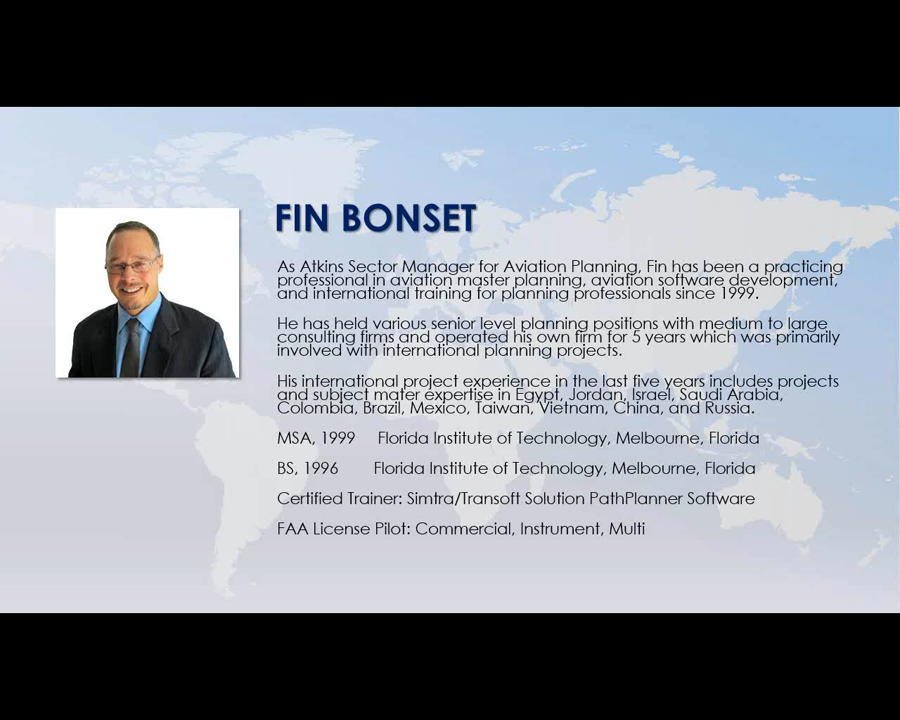 FIN BONSET
As Atkins Sector Manager for Aviation Planning, Fin has been a practicing
professional in aviation master planning, aviation software development,
and international training for planning professionals since 1999.
He has held various senior level planning positions with medium to large
consulting firms and operated his own firm for 5 years which was primarily
involved with international planning projects.
His international project experience in the last five years includes projects
and subject mater expertise in Egypt, Jordan, Israel, Saudi Arabia,
Colombia, Brazil, Mexico, Taiwan, Vietnam, China, and Russia.
MSA, 1999 Florida Institute of Technology, Melbourne, Florida
BS, 1996 Florida Institute of Technology, Melbourne, Florida
Certified Trainer: Simtra/Transoft Solution PathPlanner Software
FAA License Pilot: Commercial, Instrument, Multi